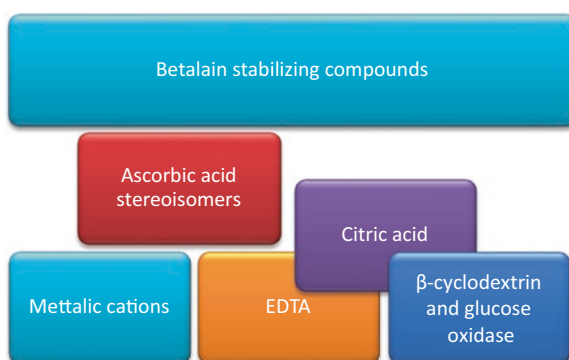 Betalain stabilizing compounds
Ascorbic acid
stereoisomers
Citric acid
Mettalic cations
EDTA
β-cyclodextrin
and glucose
oxidase